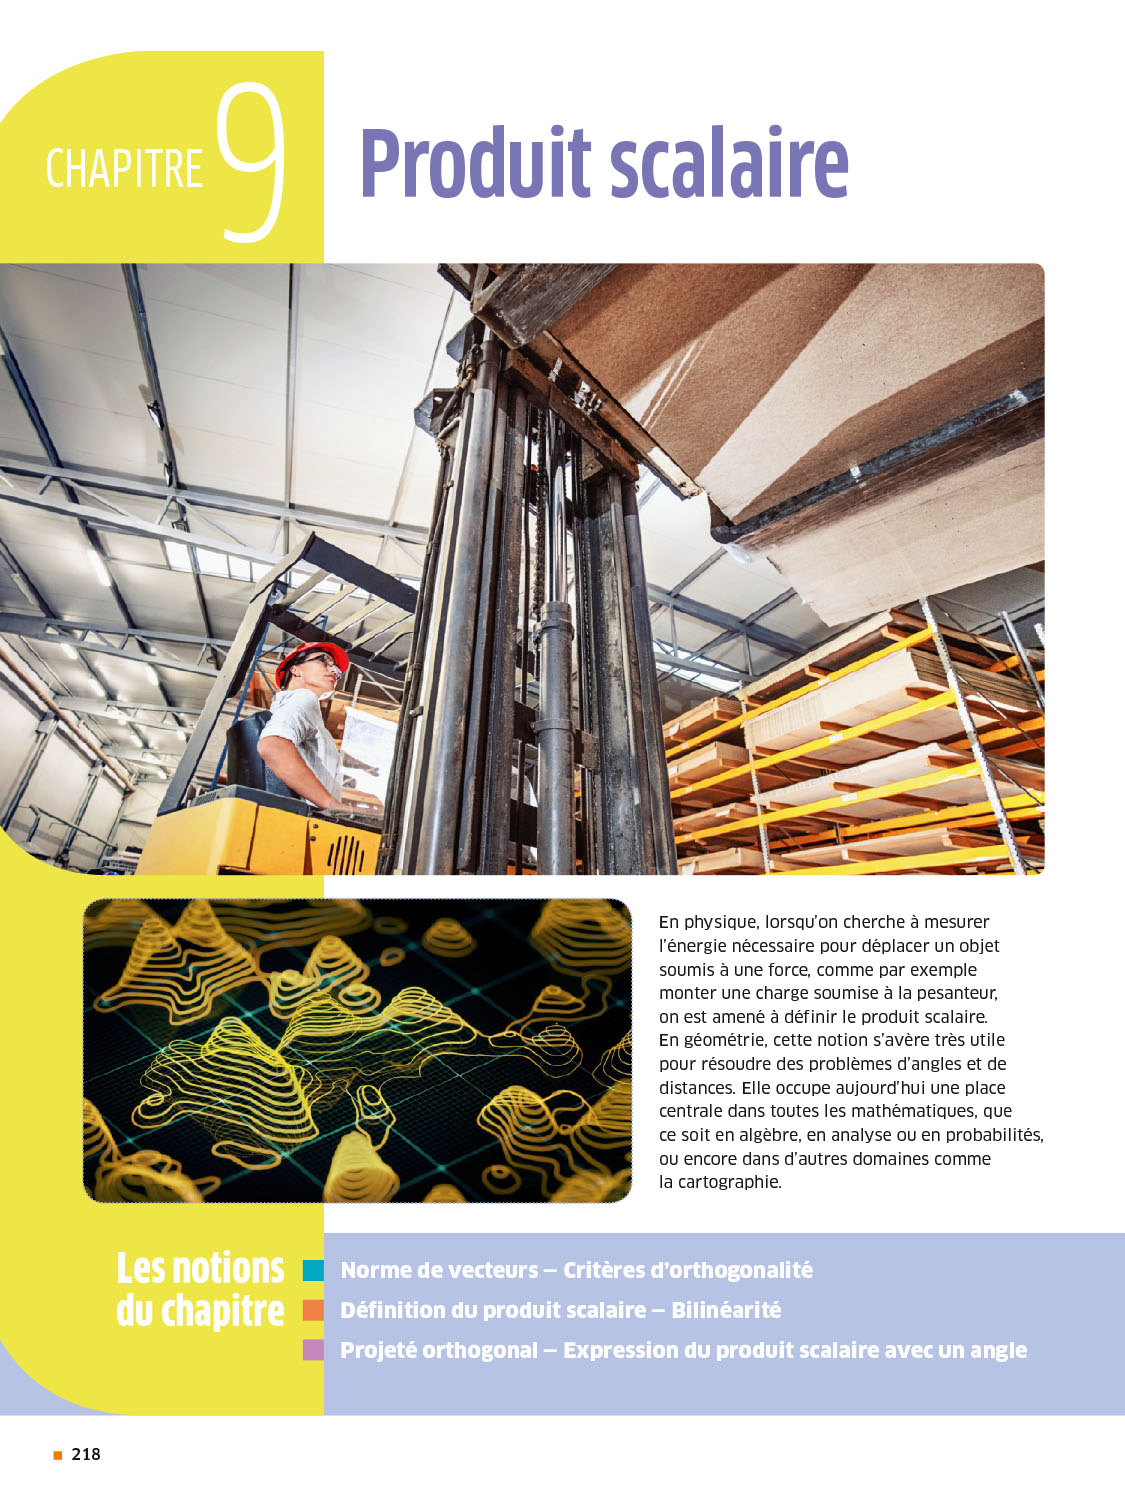 CHAPITRE 9
Produit scalaire
En physique, lorsqu'on cherche à mesurer
l'énergie nécessaire pour déplacer un objet
soumis à une force, comme par exemple
monter une charge soumise à la pesanteur,
on est amené à définir le produit scalaire.
En géométrie, cette notion s'avère très utile
pour résoudre des problèmes d'angles et de
distances. Elle occupe aujourd'hui une place
centrale dans toutes les mathématiques, que
ce soit en algèbre, en analyse ou en probabilités,
ou encore dans d'autres domaines comme
la cartographie.
Les notions
du chapitre
Norme de vecteurs – Critères d'orthogonalité
Définition du produit scalaire – Bilinéarité
Projeté orthogonal – Expression du produit scalaire avec un angle
218